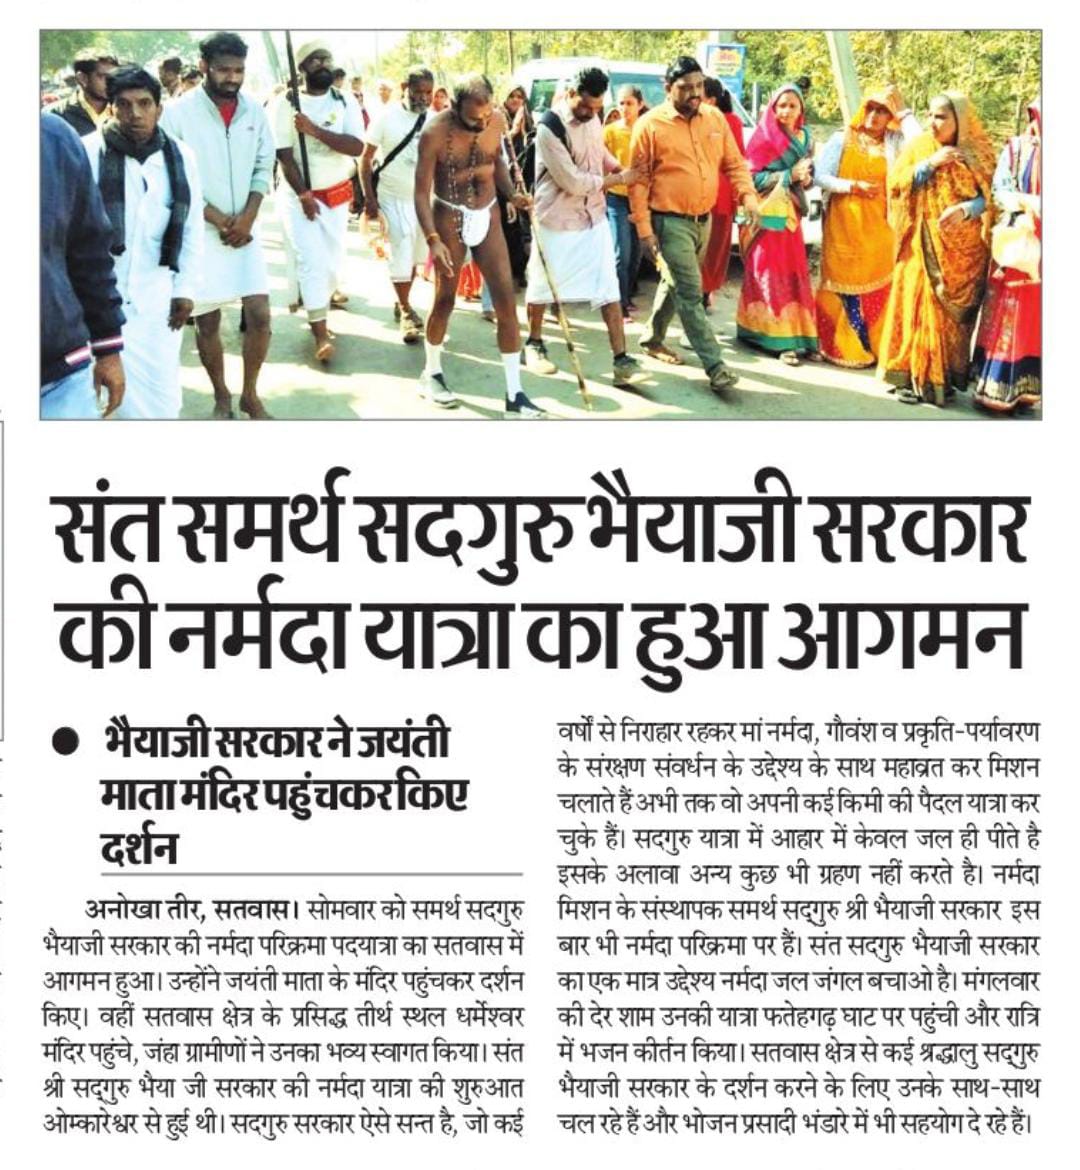 संत समर्थ सदगुरु भैयाजी सरकार
की नर्मदा यात्रा का हुआ आगमन
● भैयाजी सरकार ने जयंती
माता मंदिर पहुंचकर किए
दर्शन
अनोखा तीर, सतवास। सोमवार को समर्थ सदगुरु
भैयाजी सरकार की नर्मदा परिक्रमा पदयात्रा का सतवास में
आगमन हुआ। उन्होंने जयंती माता के मंदिर पहुंचकर दर्शन
किए। वहीं सतवास क्षेत्र के प्रसिद्ध तीर्थ स्थल धर्मेश्वर
मंदिर पहुंचे, जंहा ग्रामीणों ने उनका भव्य स्वागत किया। संत
श्री सद्गुरु भैया जी सरकार की नर्मदा यात्रा की शुरुआत
ओम्कारेश्वर से हुई थी। सदगुरु सरकार ऐसे सन्त है, जो कई
वर्षों से निराहार रहकर मां नर्मदा, गौवंश व प्रकृति-पर्यावरण
के संरक्षण संवर्धन के उद्देश्य के साथ महाव्रत कर मिशन
चलाते हैं अभी तक वो अपनी कई किमी की पैदल यात्रा कर
चुके हैं। सदगुरु यात्रा में आहार में केवल जल ही पीते है
इसके अलावा अन्य कुछ भी ग्रहण नहीं करते है। नर्मदा
मिशन के संस्थापक समर्थ सद्गुरु श्री भैयाजी सरकार इस
बार भी नर्मदा परिक्रमा पर हैं। संत सदगुरु भैयाजी सरकार
का एक मात्र उद्देश्य नर्मदा जल जंगल बचाओ है। मंगलवार
की देर शाम उनकी यात्रा फतेहगढ़ घाट पर पहुंची और रात्रि
में भजन कीर्तन किया। सतवास क्षेत्र से कई श्रद्धालु सद्गुरु
भैयाजी सरकार के दर्शन करने के लिए उनके साथ-साथ
चल रहे हैं और भोजन प्रसादी भंडारे में भी सहयोग दे रहे हैं।